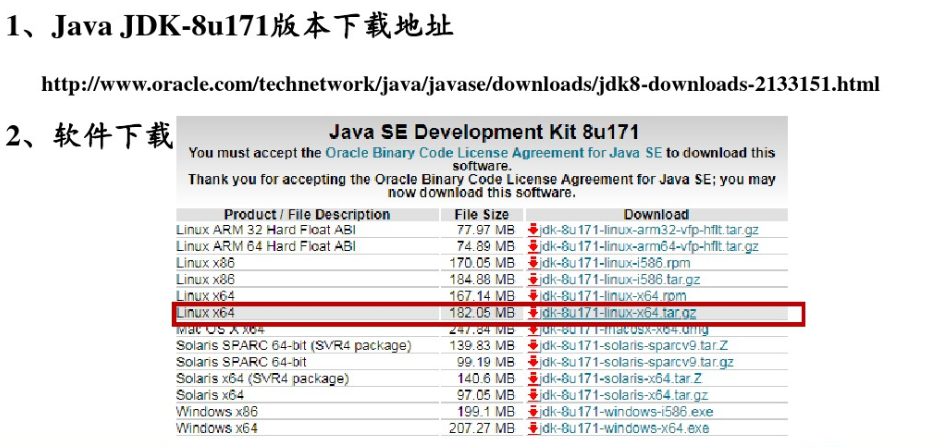 1、Java JDK-8u171版本下载地址
http://www.oracle.com/technetwork/java/javase/downloads/jdk8-downloads-2133151.html
2、软件下载
Java SE Development Kit 8u171
You must accept the Oracle Binary Code License Agreement for Java SE to download this
software.
Thank you for accepting the Oracle Binary Code License Agreement for Java SE; you may
now download this software.
Product / File Description File Size Download
Linux ARM 32 Hard Float ABI 77.97 MB jdk-8u171-linux-arm32-vfp-hflt.tar.gz
Linux ARM 64 Hard Float ABI 74.89 MB jdk-8u171-linux-arm64-vfp-hflt.tar.gz
Linux x86 170.05 MB jdk-8u171-linux-i586.rpm
Linux x86 184.88 MB jdk-8u171-linux-i586.tar.gz
Linux x64 167.14 MB jdk-8u171-linux-x64.rpm
Linux x64 182.05 MB jdk-8u171-linux-x64.tar.gz
Mac OS X x64 247.84 MB jdk-8u171-macosx-x64.dmg
Solaris SPARC 64-bit (SVR4 package) 139.83 MB jdk-8u171-solaris-sparcv9.tar.Z
Solaris SPARC 64-bit 99.19 MB jdk-8u171-solaris-sparcv9.tar.gz
Solaris x64 (SVR4 package) 140.6 MB jdk-8u171-solaris-x64.tar.Z
Solaris x64 97.05 MB jdk-8u171-solaris-x64.tar.gz
Windows x86 199.1 MB jdk-8u171-windows-i586.exe
Windows x64 207.27 MB jdk-8u171-windows-x64.exe